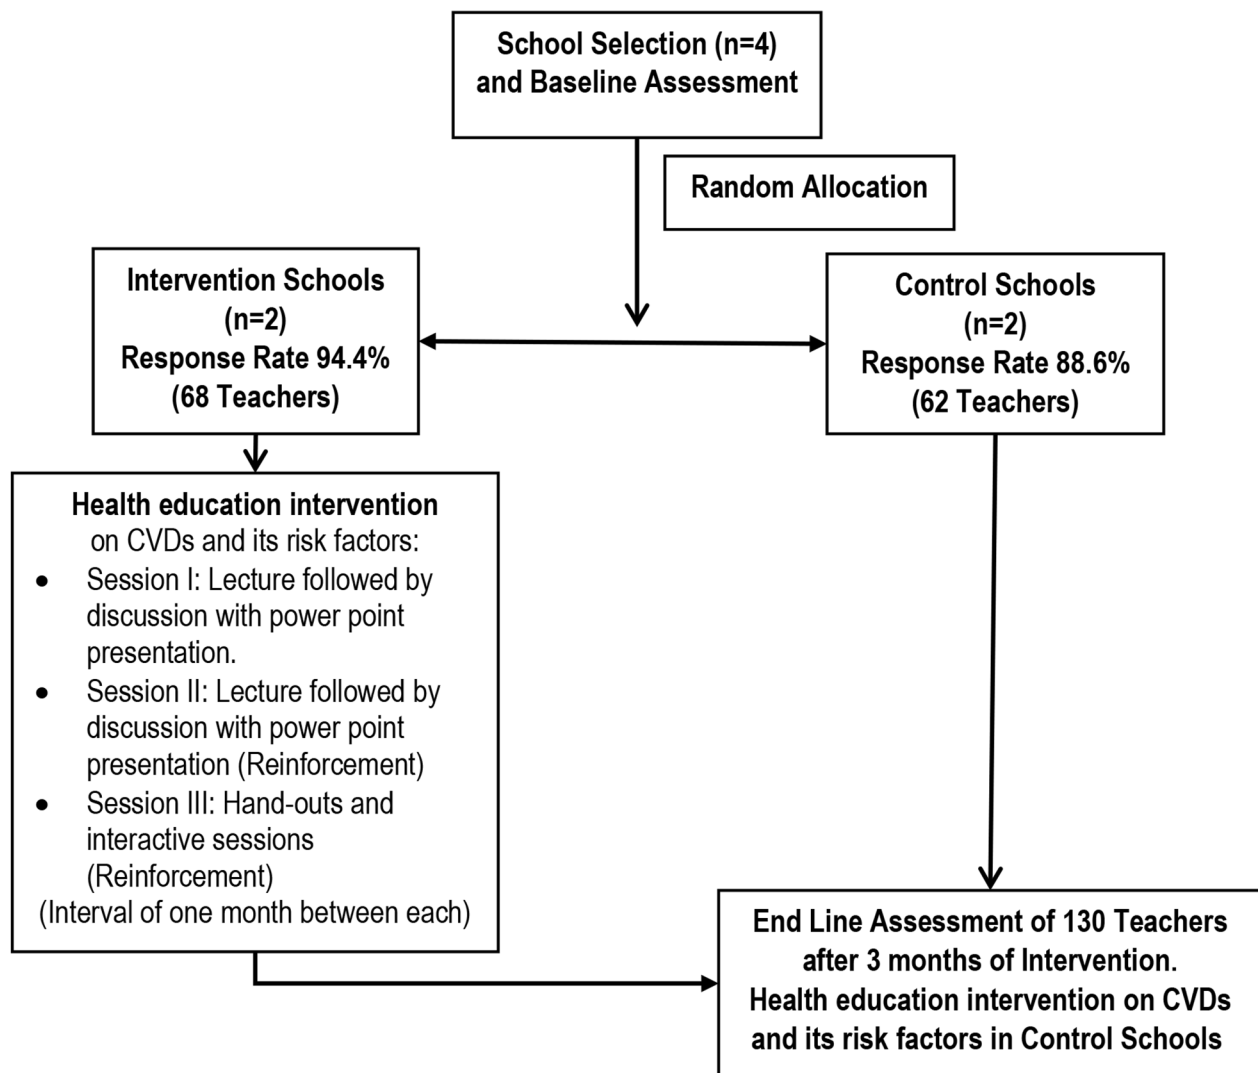 School Selection (n=4)
and Baseline Assessment
Random Allocation
Intervention Schools
(n=2)
Response Rate 94.4%
(68 Teachers)
Control Schools
(n=2)
Response Rate 88.6%
(62 Teachers)
Health education intervention
on CVDs and its risk factors:
• Session I: Lecture followed by
discussion with power point
presentation.
• Session II: Lecture followed by
discussion with power point
presentation (Reinforcement)
• Session III: Hand-outs and
interactive sessions
(Reinforcement)
(Interval of one month between each)
End Line Assessment of 130 Teachers
after 3 months of Intervention.
Health education intervention on CVDs
and its risk factors in Control Schools